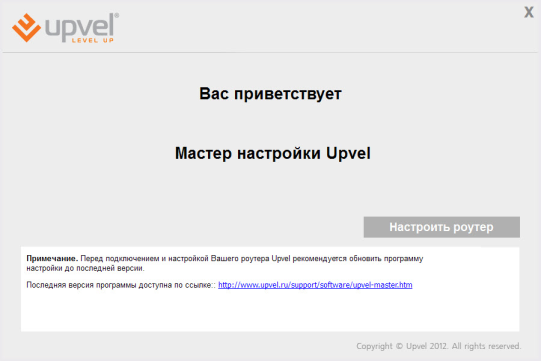 X
upvel®
LEVEL UP
Вас приветствует
Мастер настройки Upvel
Настроить роутер
Примечание. Перед подключением и настройкой Вашего роутера Upvel рекомендуется обновить программу
настройки до последней версии.
Последняя версия программы доступна по ссылке:: http://www.upvel.ru/support/software/upvel-master.htm
Copyright © Upvel 2012. All rights reserved.